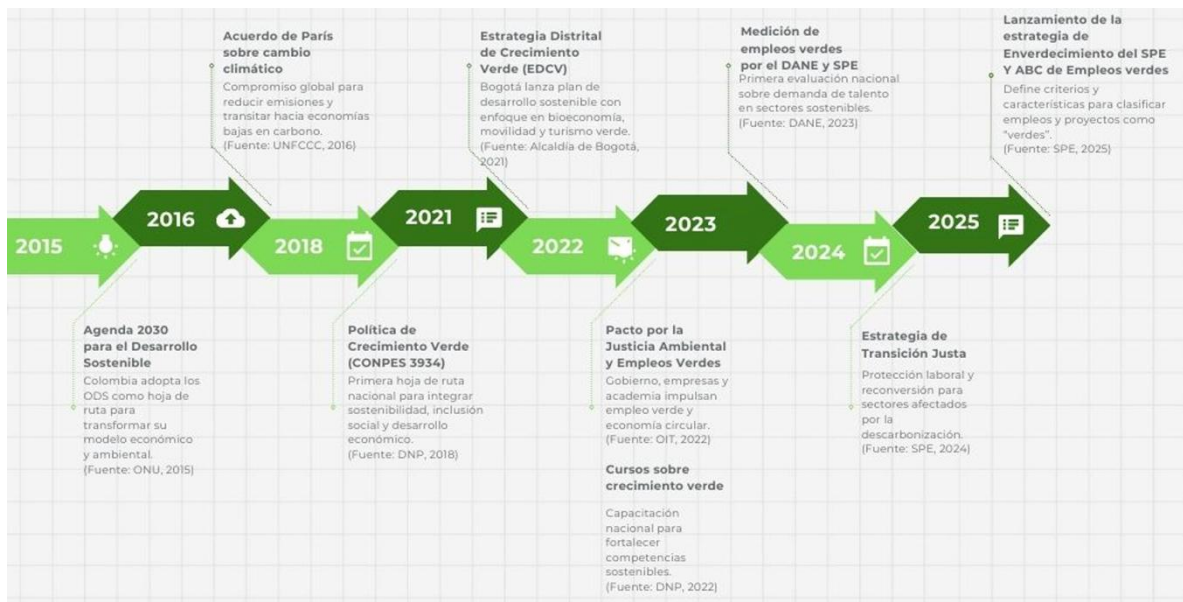 Acuerdo de París
sobre cambio
climático
Compromiso global para
reducir emisiones y
transitar hacia economías
bajas en carbono.
(Fuente: UNFCCC, 2016)
Estrategia Distrital
de Crecimiento
Verde (EDCV)
Bogotá lanza plan de
desarrollo sostenible con
enfoque en bioeconomía,
movilidad y turismo verde.
(Fuente: Alcaldía de Bogotá,
2021)
Medición de
empleos verdes
por el DANE y SPE
Primera evaluación nacional
sobre demanda de talento
en sectores sostenibles.
(Fuente: DANE, 2023)
Lanzamiento de la
estrategia de
Enverdecimiento del SPE
Y ABC de Empleos verdes
Define criterios y
características para clasificar
empleos y proyectos como
"verdes".
(Fuente: SPE, 2025)
2015
2016
2018
2021
2022
2023
2024
2025
Agenda 2030
para el Desarrollo
Sostenible
Colombia adopta los
ODS como hoja de
ruta para
transformar su
modelo económico
y ambiental.
(Fuente: ONU, 2015)
Política de
Crecimiento Verde
(CONPES 3934)
Primera hoja de ruta
nacional para integrar
sostenibilidad, inclusión
social y desarrollo
económico.
(Fuente: DNP, 2018)
Pacto por la
Justicia Ambiental
y Empleos Verdes
Gobierno, empresas y
academia impulsan
empleo verde y
economía circular.
(Fuente: OIT, 2022)
Cursos sobre
crecimiento verde
Capacitación
nacional para
fortalecer
competencias
sostenibles.
(Fuente: DNP, 2022)
Estrategia de
Transición Justa
Protección laboral y
reconversión para
sectores afectados
por la
descarbonización.
(Fuente: SPE, 2024)